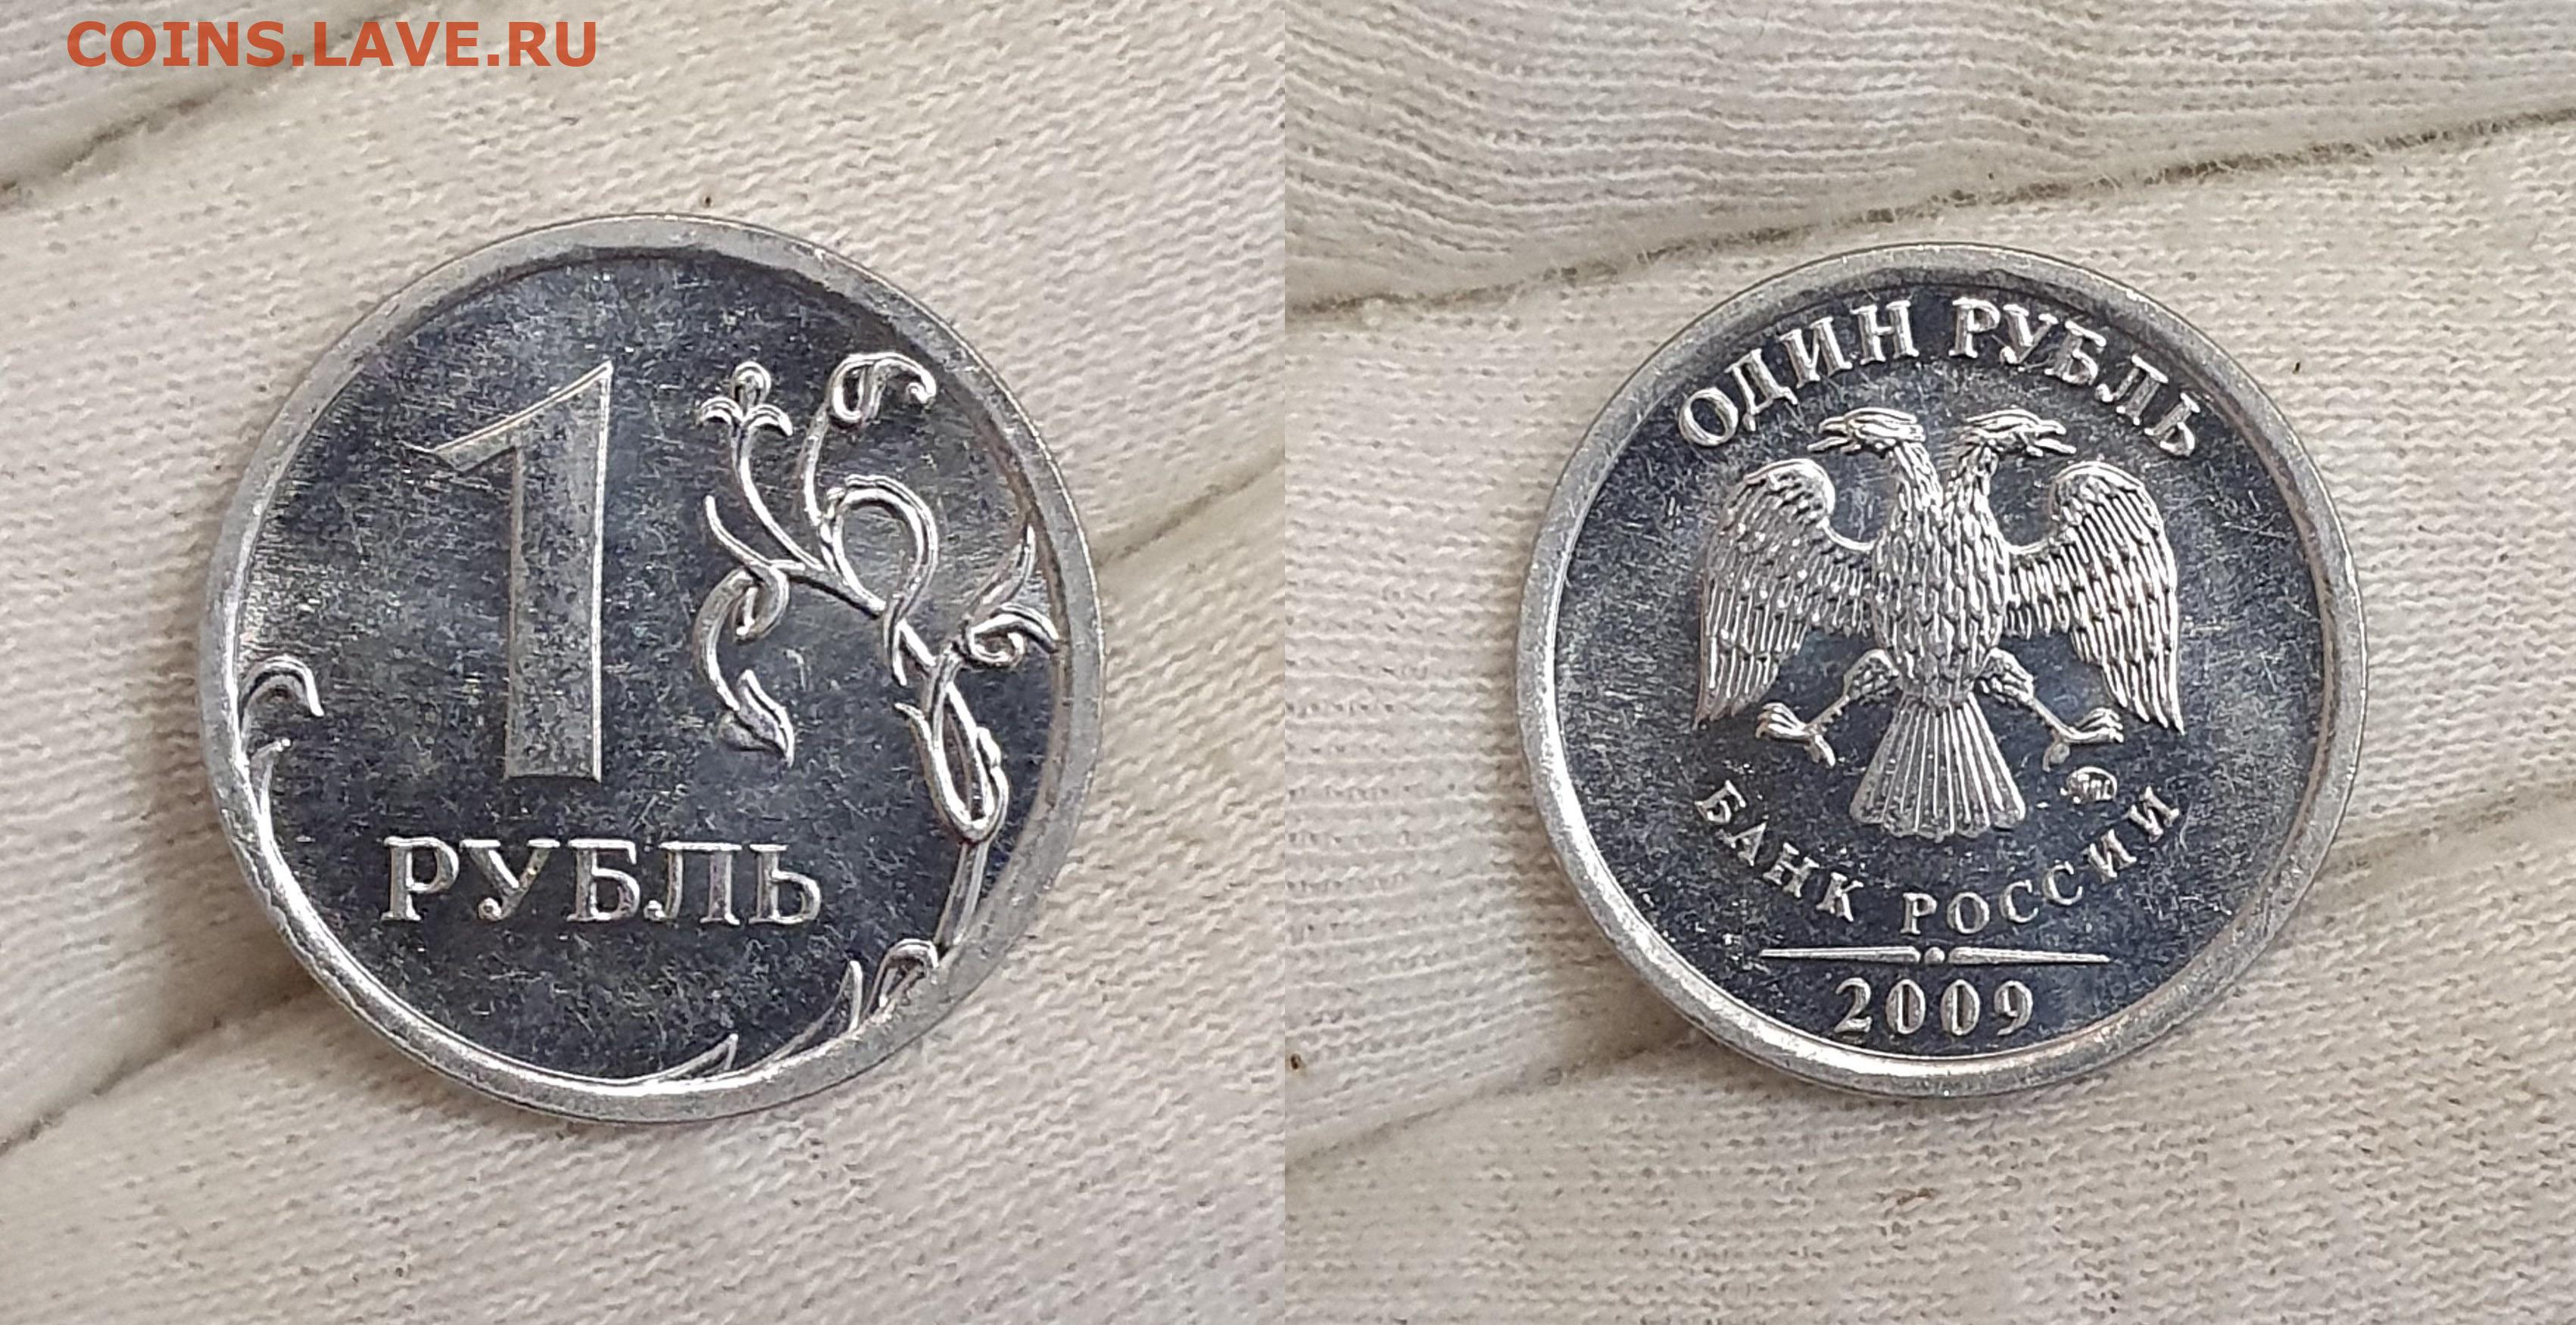 COINS.LAVE.RU
1
РУБЛЬ
ОДИН РУБЛЬ
БАНК РОССИИ
2009